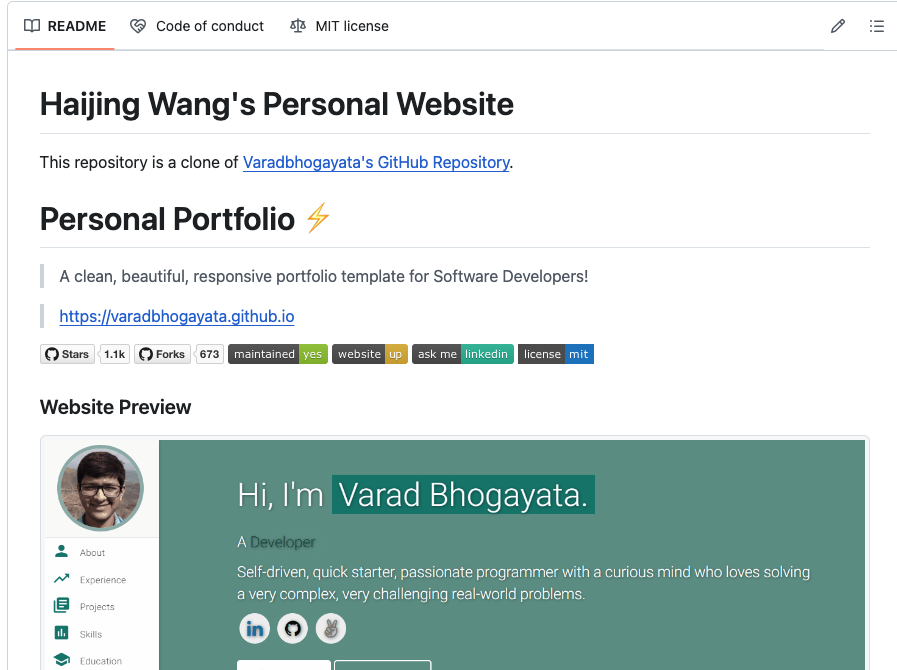 README Code of conduct MIT license
Haijing Wang's Personal Website
This repository is a clone of Varadbhogayata's GitHub Repository.
Personal Portfolio ⚡
A clean, beautiful, responsive portfolio template for Software Developers!
https://varadbhogayata.github.io
Stars 1.1k Forks 673 maintained yes website up ask me linkedin license mit
Website Preview
Hi, I'm Varad Bhogayata.
A Developer
Self-driven, quick starter, passionate programmer with a curious mind who loves solving
a very complex, very challenging real-world problems.
in
About
Experience
Projects
Skills
Education